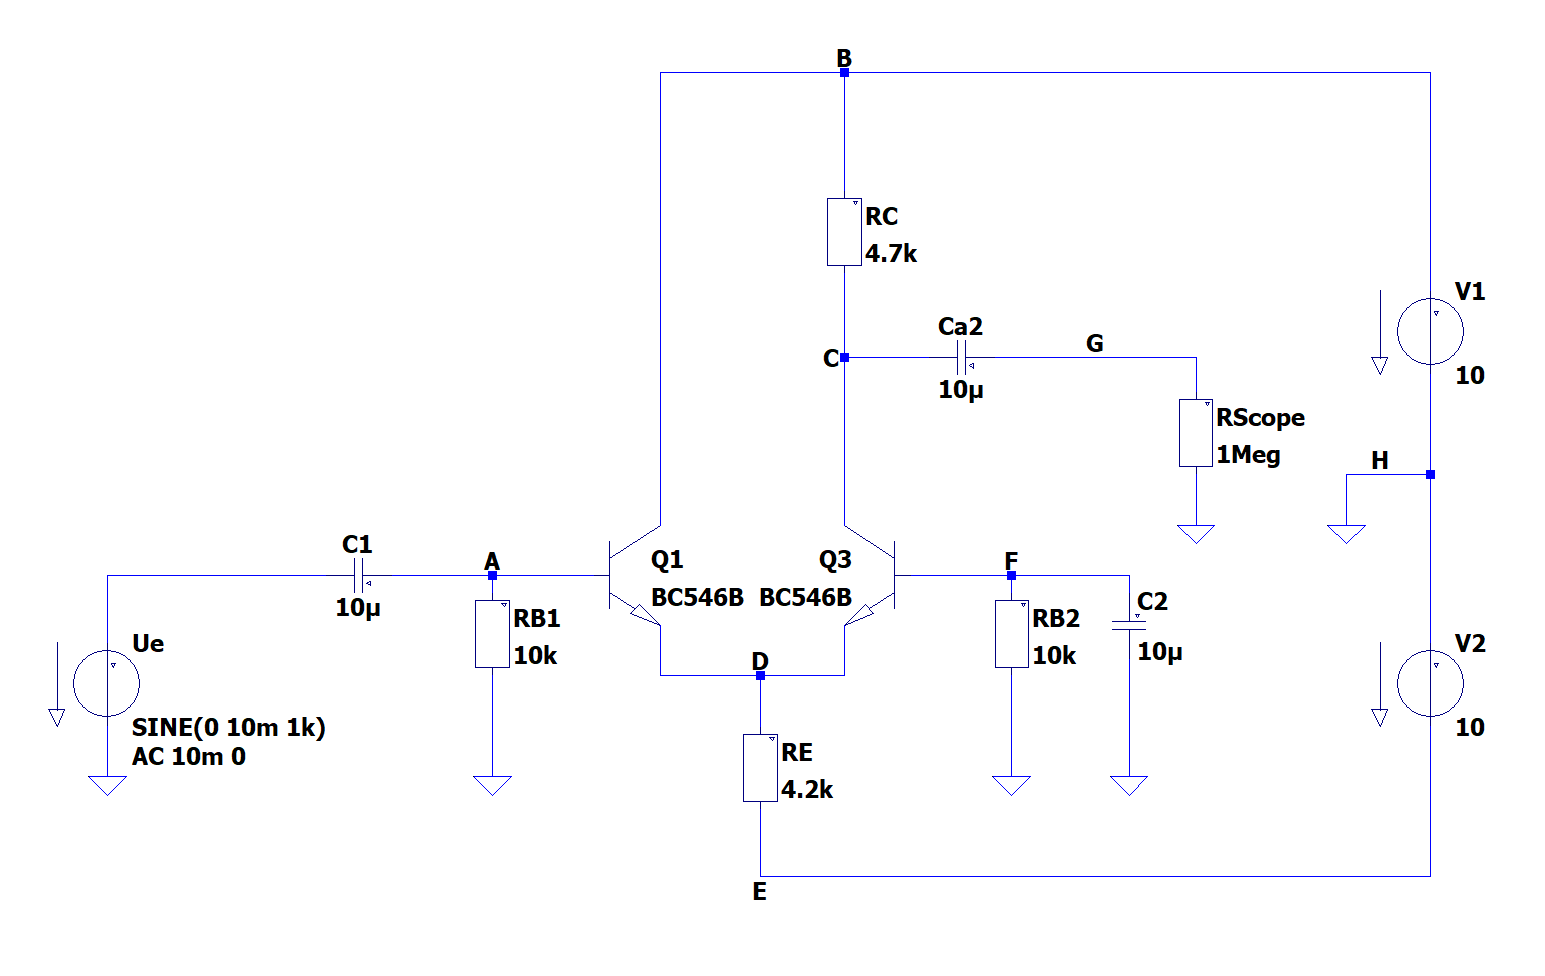 B
RC
4.7k
V1
10
Ca2
10µ
G
C
RScope
1Meg
H
C1
10µ
A
Q1
BC546B
Q3
BC546B
F
RB1
10k
RB2
10k
C2
10µ
Ue
SINE(0 10m 1k)
AC 10m 0
D
RE
4.2k
V2
10
E